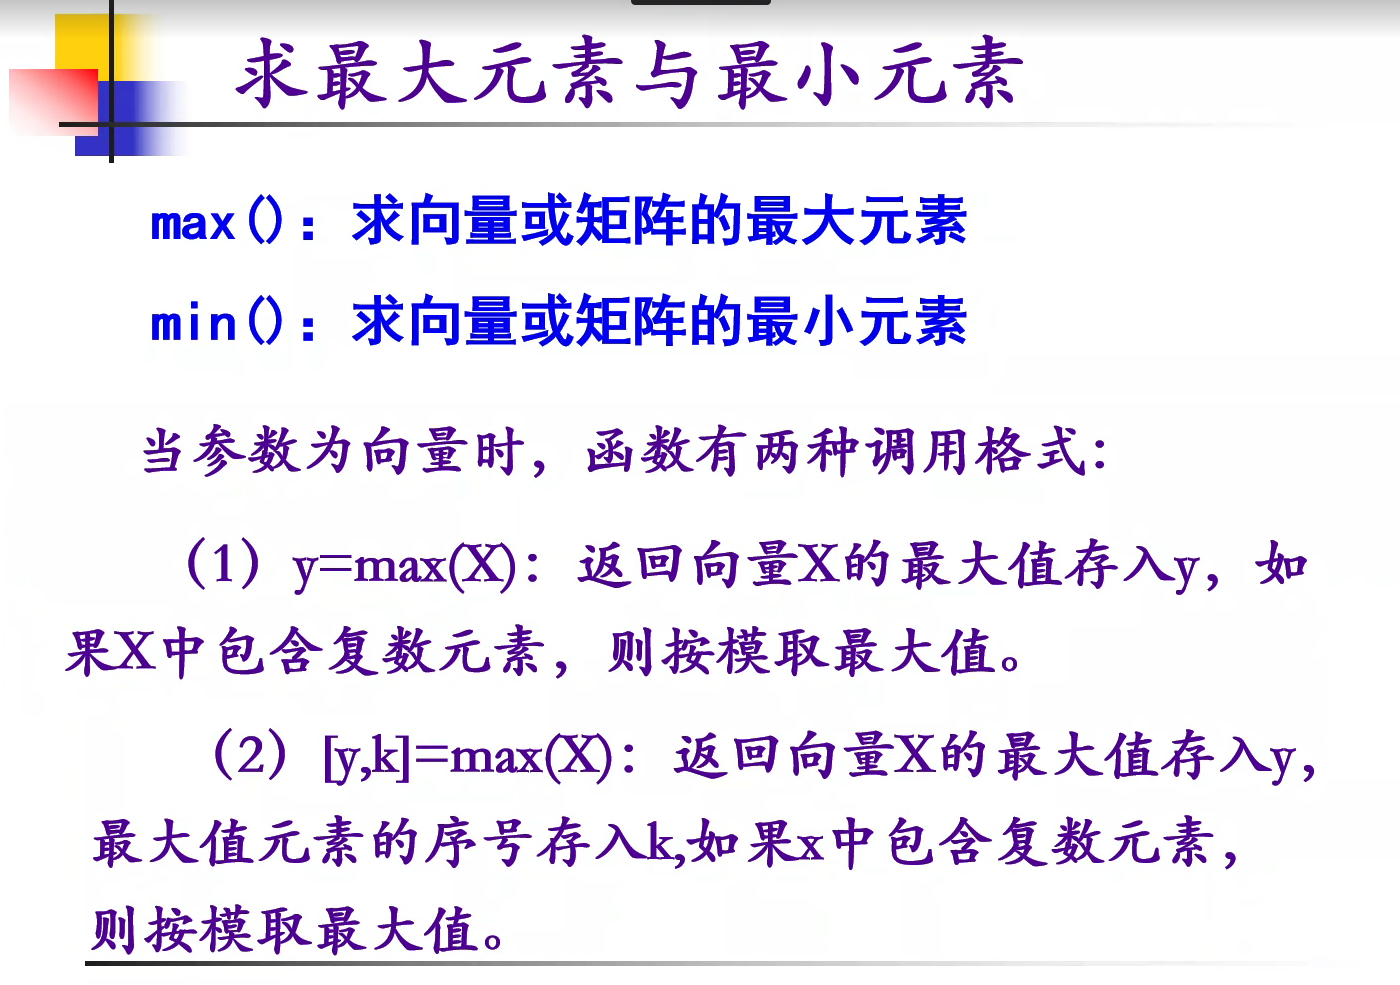 求最大元素与最小元素
max()：求向量或矩阵的最大元素
min()：求向量或矩阵的最小元素
当参数为向量时，函数有两种调用格式：
（1）y=max(X)：返回向量X的最大值存入y，如
果X中包含复数元素，则按模取最大值。
（2）[y,k]=max(X)：返回向量X的最大值存入y，
最大值元素的序号存入k,如果x中包含复数元素，
则按模取最大值。